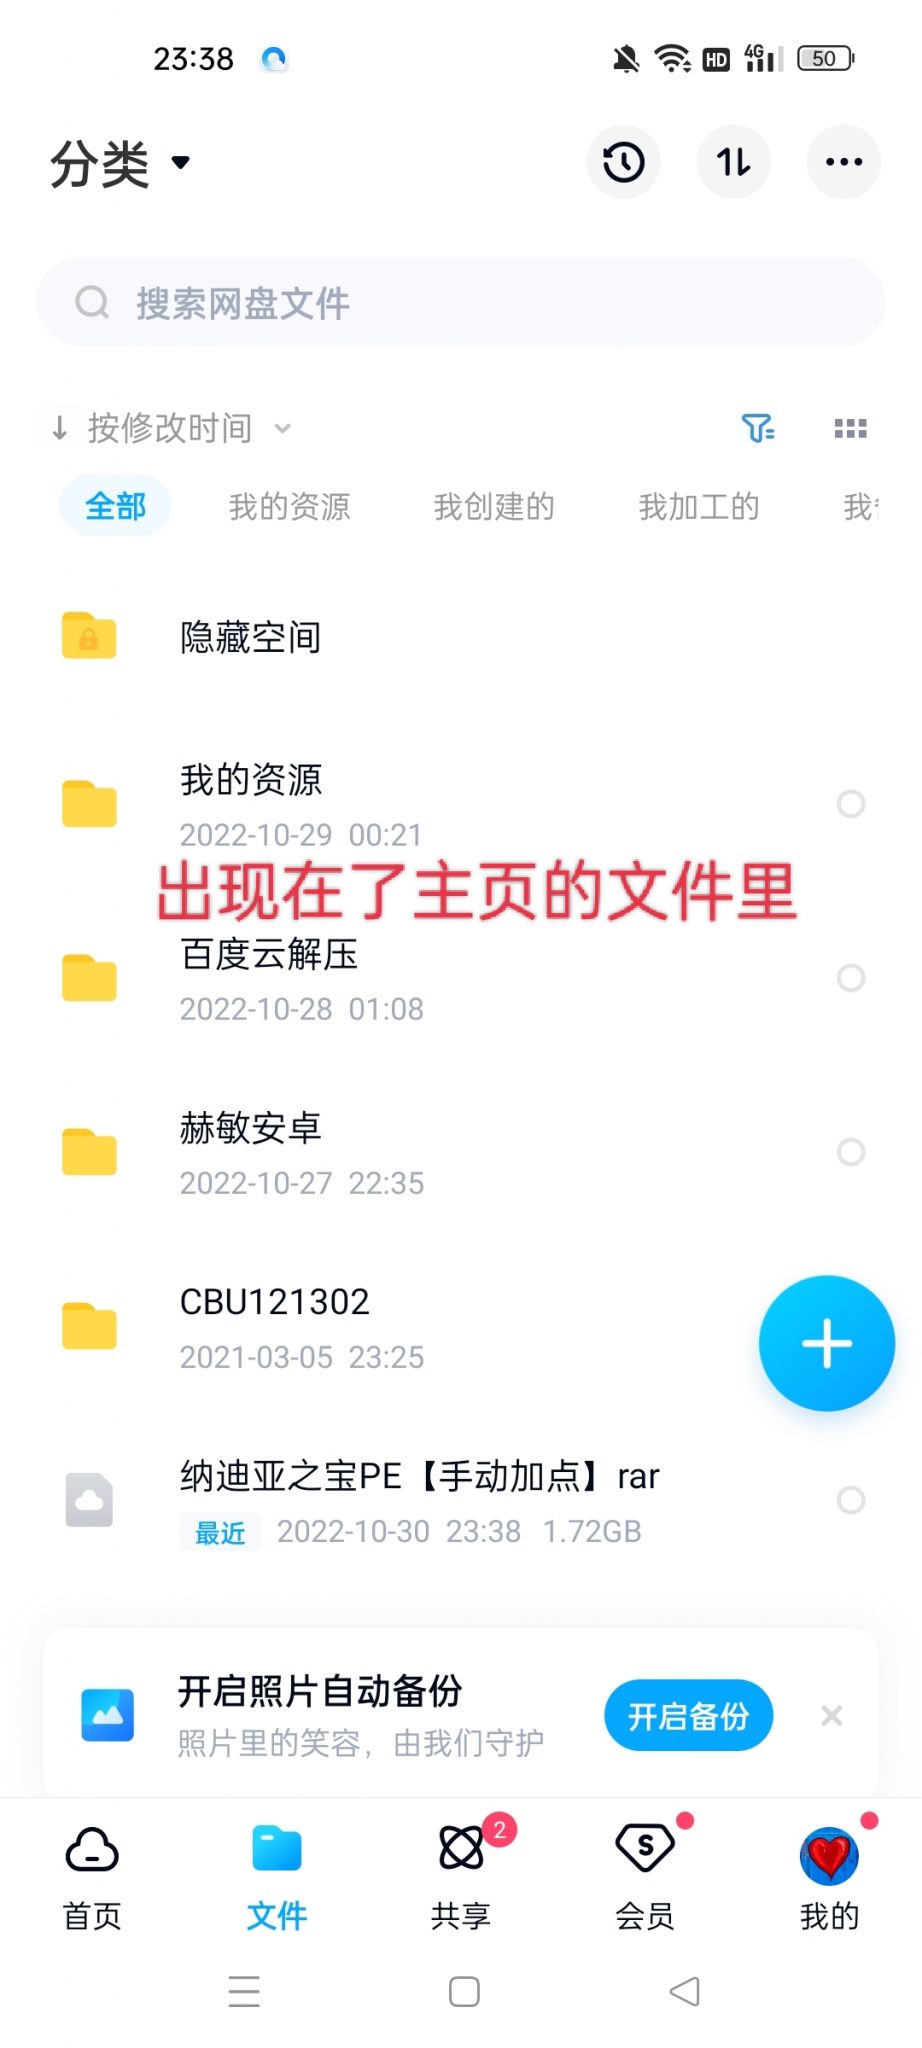 23:38 HD 4G 50
分类
搜索网盘文件
按修改时间
全部 我的资源 我创建的 我加工的 我
隐藏空间
我的资源
2022-10-29 00:21
出现在了主页的文件里
百度云解压
2022-10-28 01:08
赫敏安卓
2022-10-27 22:35
CBU121302
2021-03-05 23:25
纳迪亚之宝PE【手动加点】rar
最近 2022-10-30 23:38 1.72GB
开启照片自动备份
照片里的笑容，由我们守护
开启备份
2
首页 文件 共享 会员 我的